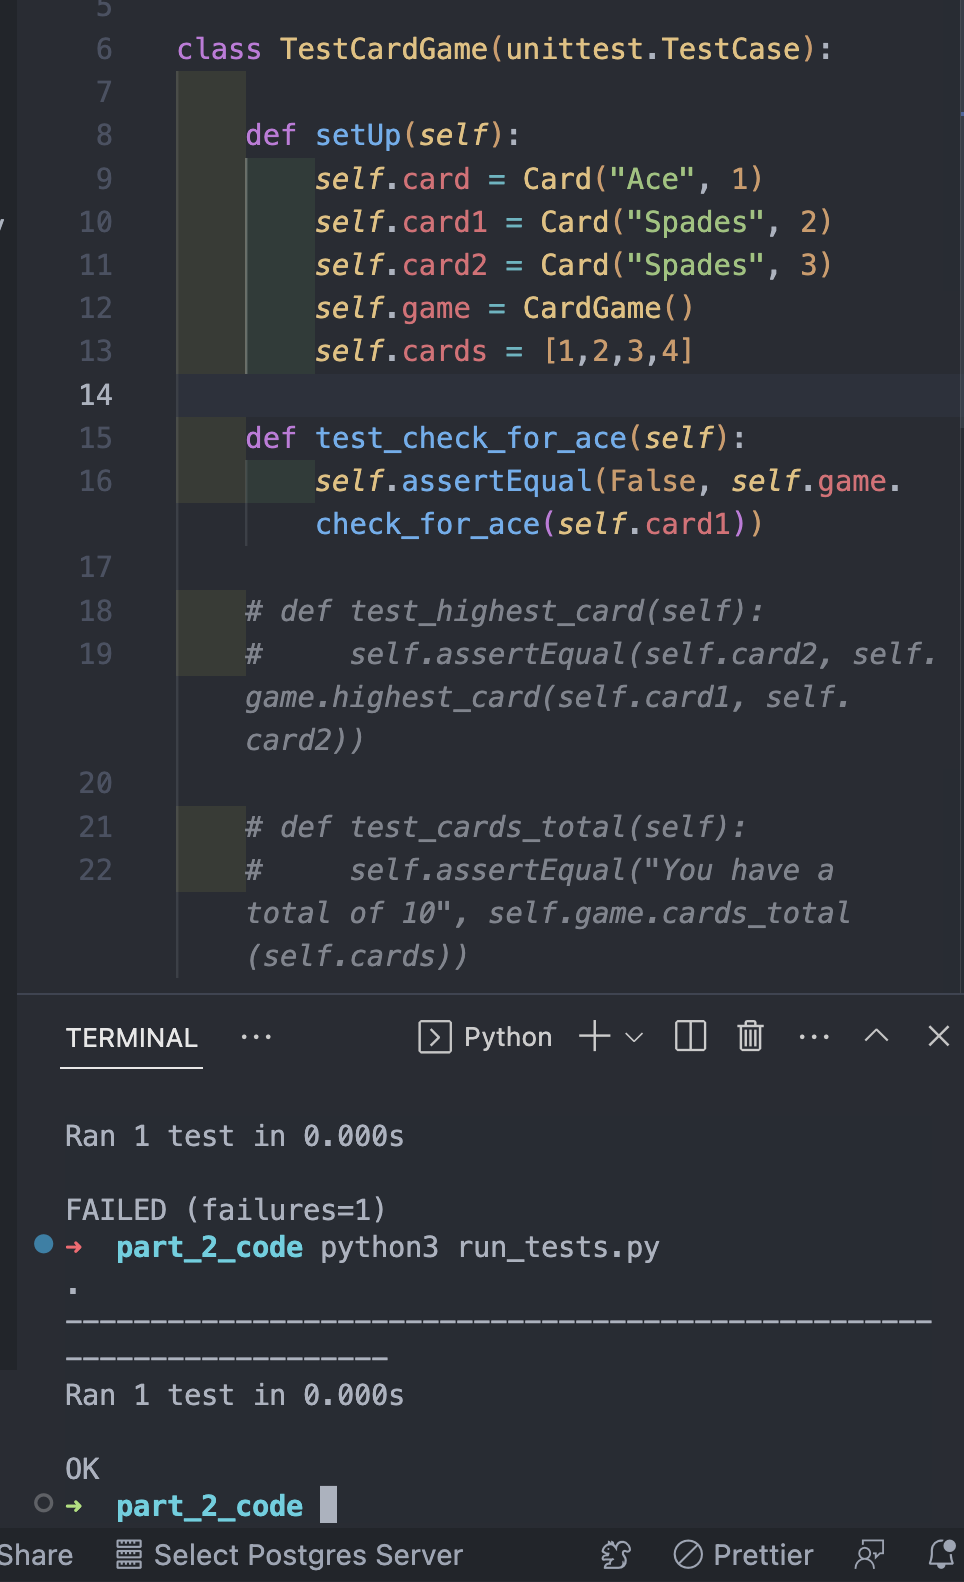 5
6 class TestCardGame(unittest.TestCase):
7
8 def setUp(self):
9 self.card = Card("Ace", 1)
10 self.card1 = Card("Spades", 2)
11 self.card2 = Card("Spades", 3)
12 self.game = CardGame()
13 self.cards = [1,2,3,4]
14
15 def test_check_for_ace(self):
16 self.assertEqual(False, self.game.
check_for_ace(self.card1))
17
18 # def test_highest_card(self):
19 #     self.assertEqual(self.card2, self.
game.highest_card(self.card1, self.
card2))
20
21 # def test_cards_total(self):
22 #     self.assertEqual("You have a
total of 10", self.game.cards_total
(self.cards))
TERMINAL ··· Python
Ran 1 test in 0.000s
FAILED (failures=1)
➜ part_2_code python3 run_tests.py
.
--------------------------------------------------
-------------------
Ran 1 test in 0.000s
OK
➜ part_2_code
Share Select Postgres Server Prettier